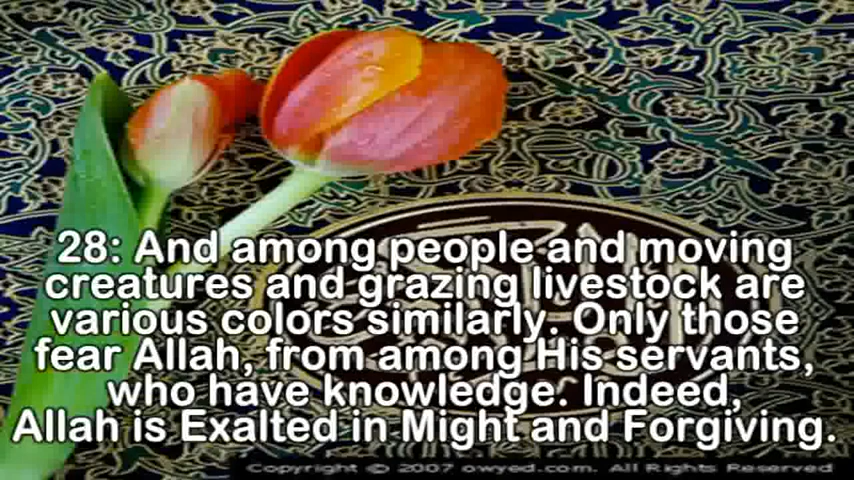 28: And among people and moving
creatures and grazing livestock are
various colors similarly. Only those
fear Allah, from among His servants,
who have knowledge. Indeed,
Allah is Exalted in Might and Forgiving.
Copyright © 2007 owyed.com. All Rights Reserved